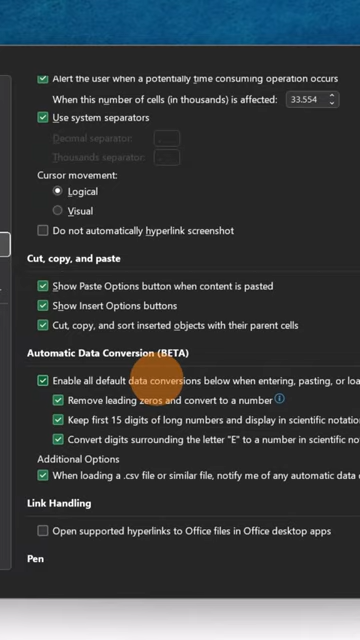 Alert the user when a potentially time consuming operation occurs
When this number of cells (in thousands) is affected: 33.554
Use system separators
Decimal separator:
Thousands separator:
Cursor movement:
Logical
Visual
Do not automatically hyperlink screenshot
Cut, copy, and paste
Show Paste Options button when content is pasted
Show Insert Options buttons
Cut, copy, and sort inserted objects with their parent cells
Automatic Data Conversion (BETA)
Enable all default data conversions below when entering, pasting, or loa
Remove leading zeros and convert to a number
Keep first 15 digits of long numbers and display in scientific notatio
Convert digits surrounding the letter "E" to a number in scientific no
Additional Options
When loading a .csv file or similar file, notify me of any automatic data
Link Handling
Open supported hyperlinks to Office files in Office desktop apps
Pen